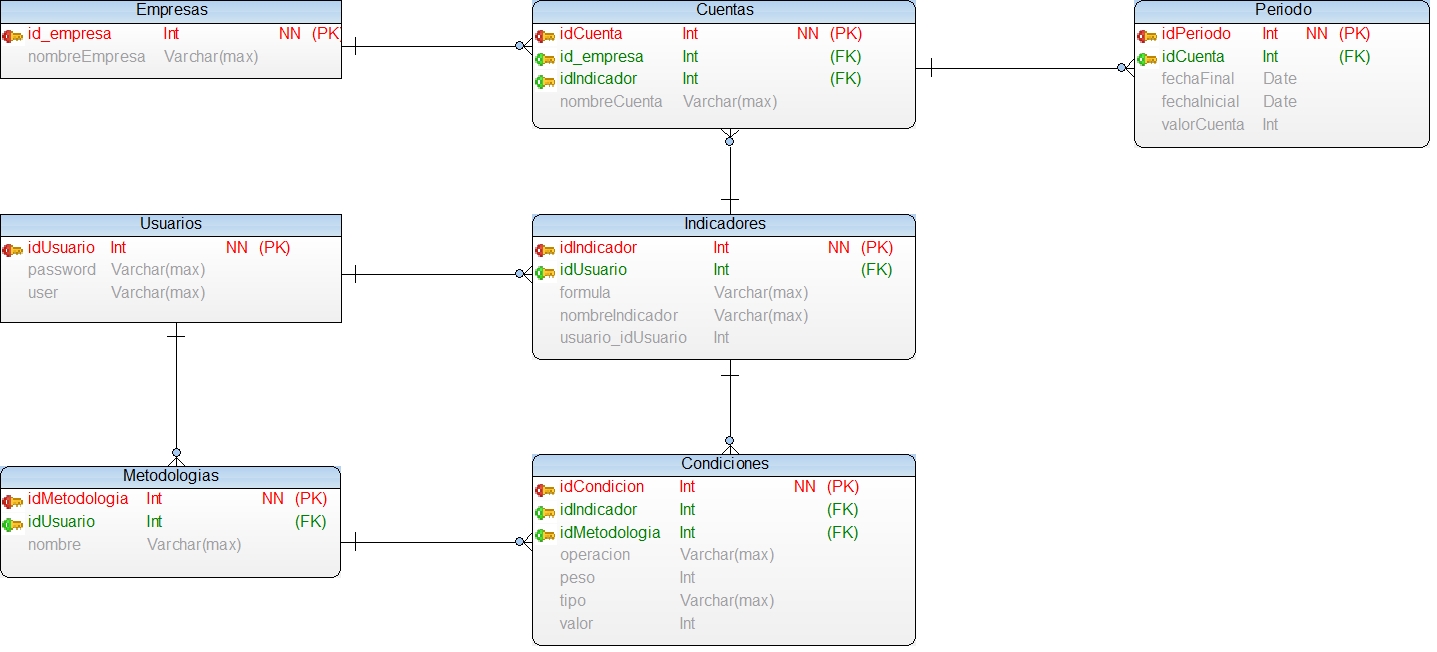 Empresas
id_empresa Int NN (PK)
nombreEmpresa Varchar(max)
Cuentas
idCuenta Int NN (PK)
id_empresa Int (FK)
idIndicador Int (FK)
nombreCuenta Varchar(max)
Periodo
idPeriodo Int NN (PK)
idCuenta Int (FK)
fechaFinal Date
fechaInicial Date
valorCuenta Int
Usuarios
idUsuario Int NN (PK)
password Varchar(max)
user Varchar(max)
Indicadores
idIndicador Int NN (PK)
idUsuario Int (FK)
formula Varchar(max)
nombreIndicador Varchar(max)
usuario_idUsuario Int
Metodologias
idMetodologia Int NN (PK)
idUsuario Int (FK)
nombre Varchar(max)
Condiciones
idCondicion Int NN (PK)
idIndicador Int (FK)
idMetodologia Int (FK)
operacion Varchar(max)
peso Int
tipo Varchar(max)
valor Int